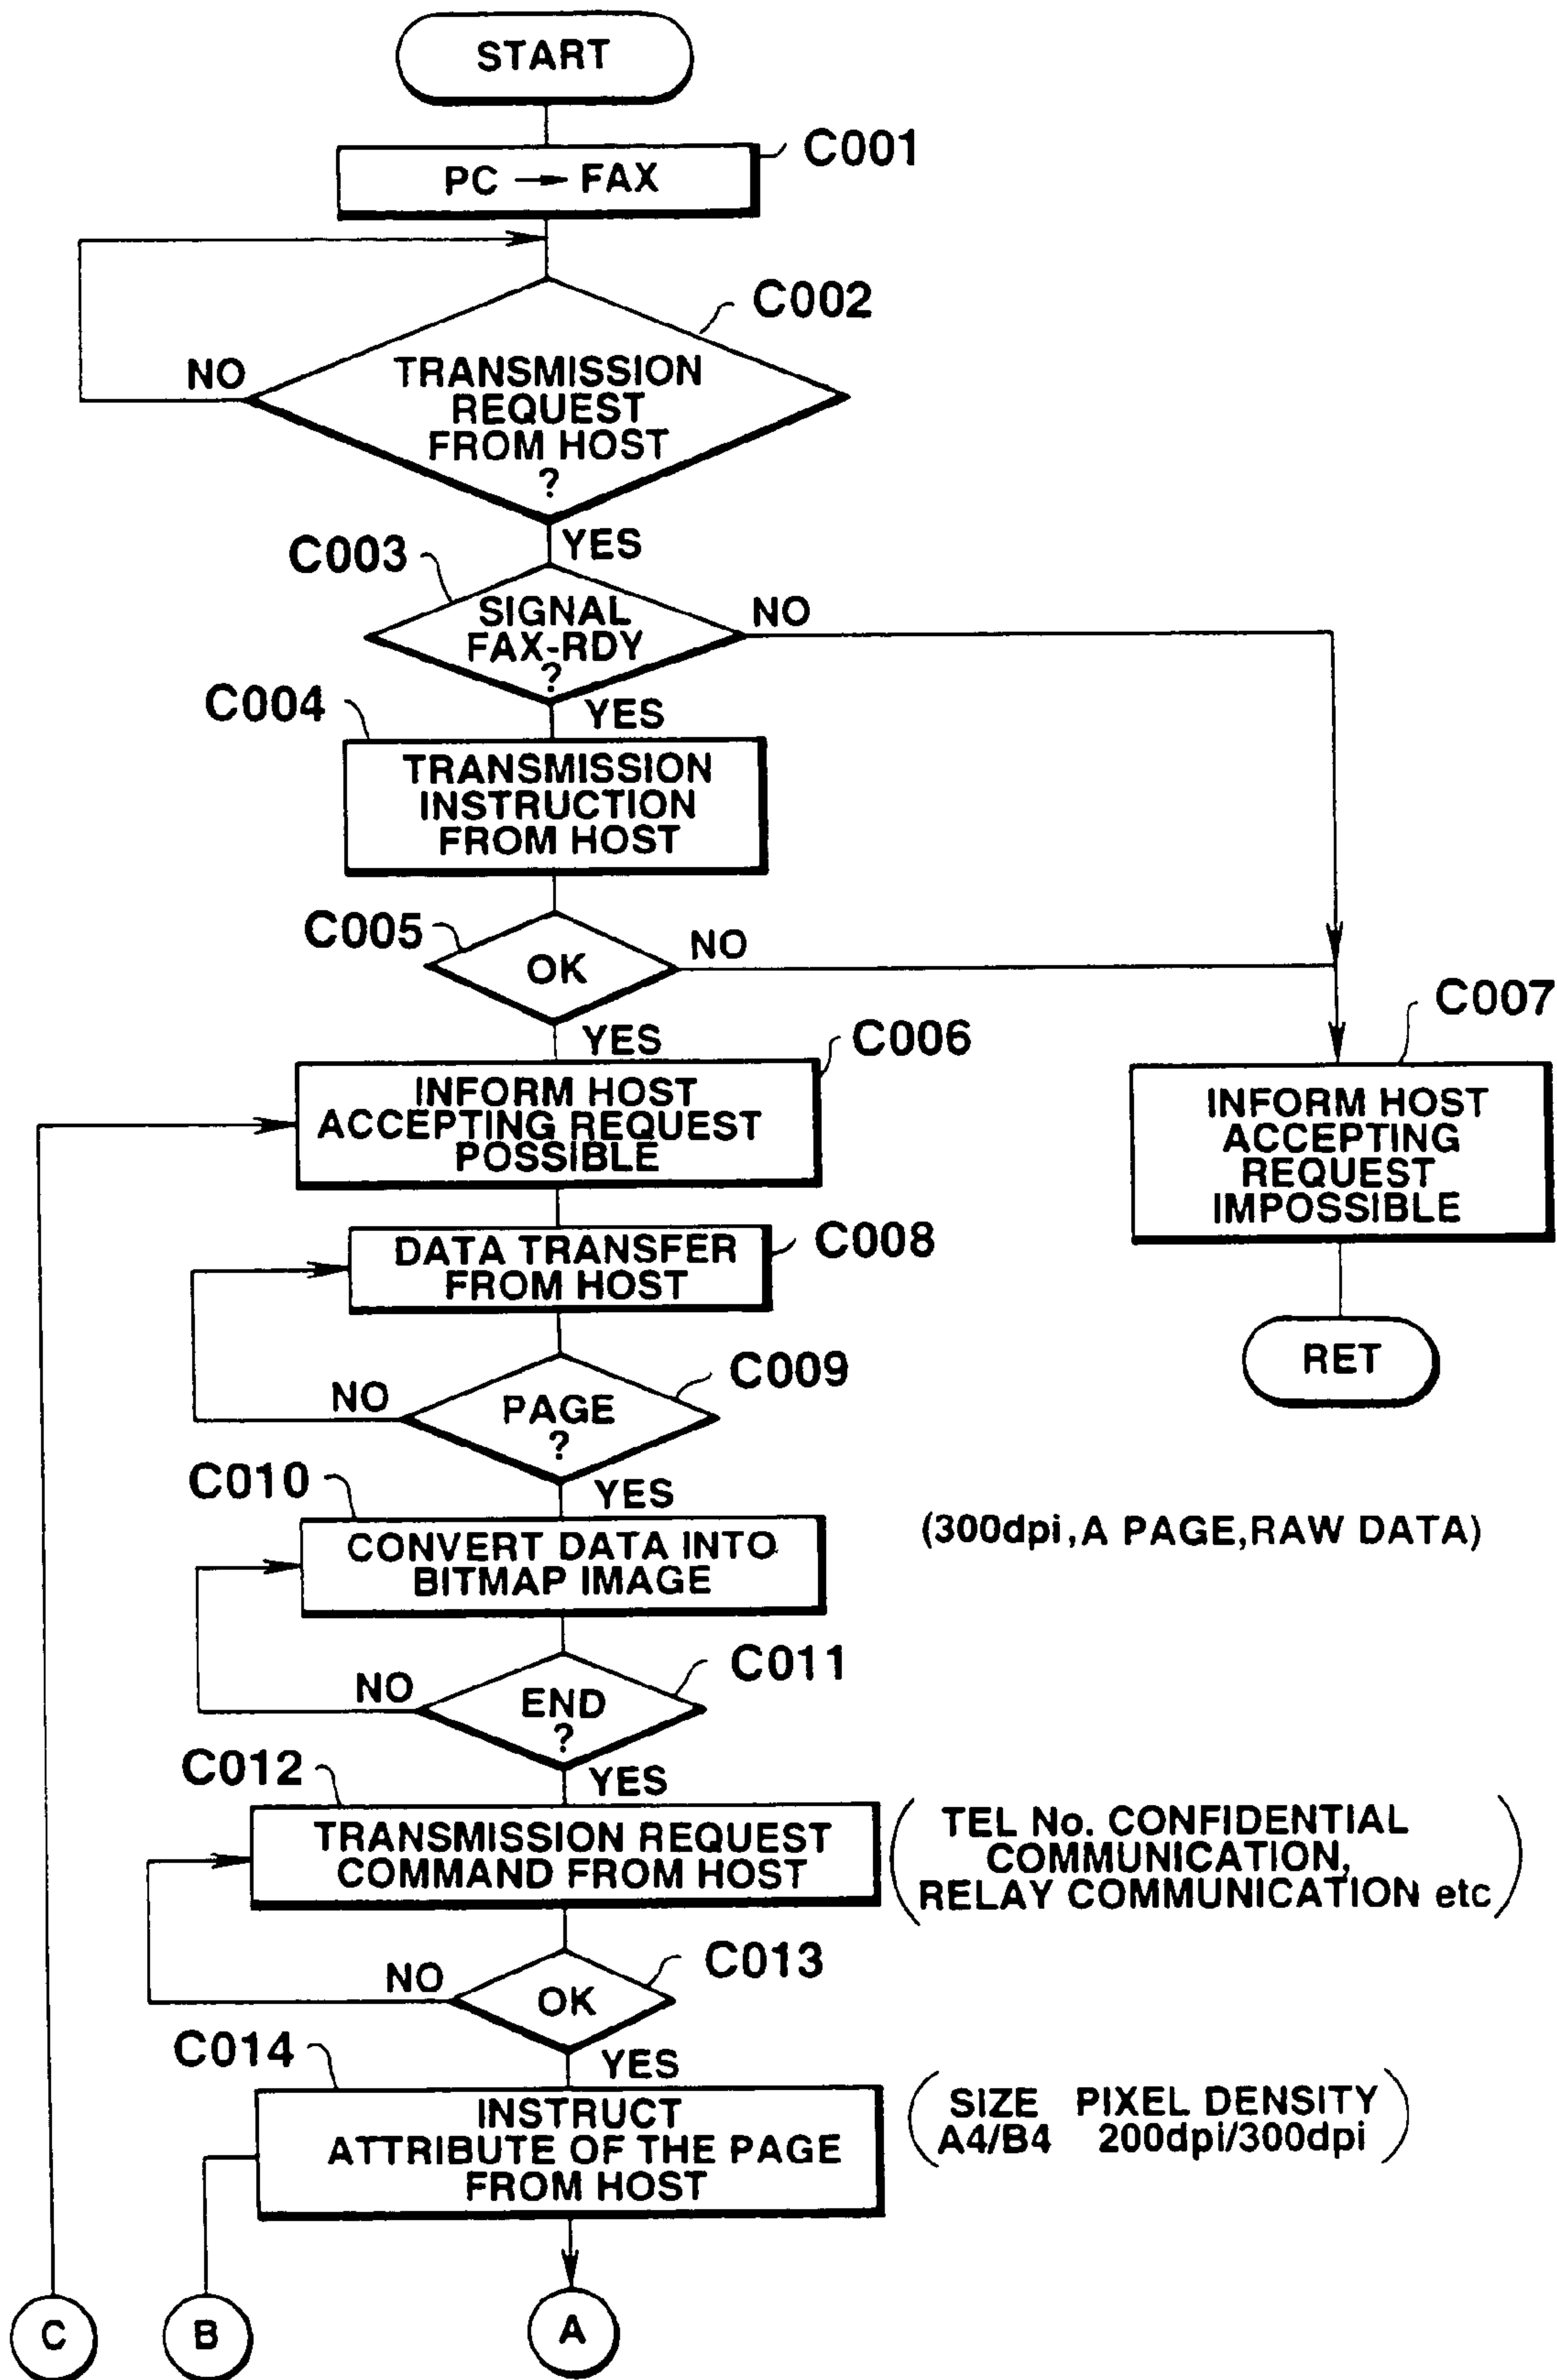 START
C001
PC → FAX
C002
NO
TRANSMISSION
REQUEST
FROM HOST
?
YES
C003
SIGNAL
FAX-RDY
?
NO
C004
YES
TRANSMISSION
INSTRUCTION
FROM HOST
C005
OK
NO
YES
C006
C007
INFORM HOST
ACCEPTING REQUEST
POSSIBLE
INFORM HOST
ACCEPTING
REQUEST
IMPOSSIBLE
DATA TRANSFER
FROM HOST
C008
RET
C009
NO
PAGE
?
C010
YES
CONVERT DATA INTO
BITMAP IMAGE
(300dpi,A PAGE,RAW DATA)
C011
NO
END
?
C012
YES
TRANSMISSION REQUEST
COMMAND FROM HOST
(TEL No. CONFIDENTIAL
COMMUNICATION,
RELAY COMMUNICATION etc)
C013
NO
OK
C014
YES
INSTRUCT
ATTRIBUTE OF THE PAGE
FROM HOST
(SIZE PIXEL DENSITY
A4/B4 200dpi/300dpi)
C
B
A